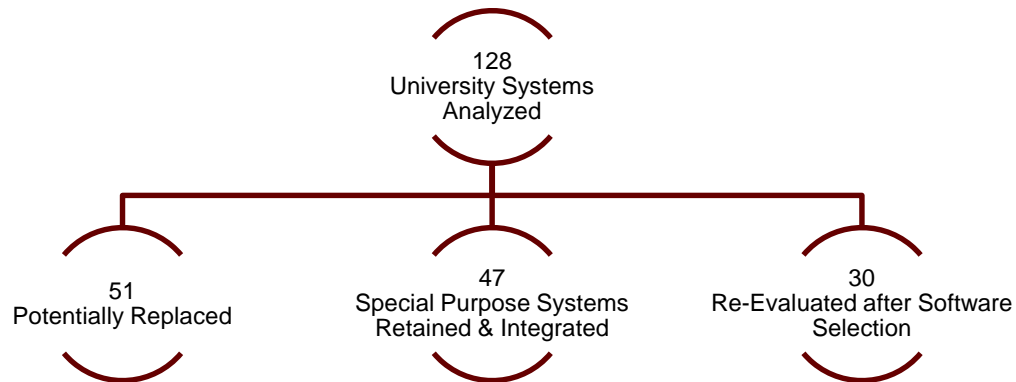 128
University Systems
Analyzed
51
Potentially Replaced
47
Special Purpose Systems
Retained & Integrated
30
Re-Evaluated after Software
Selection